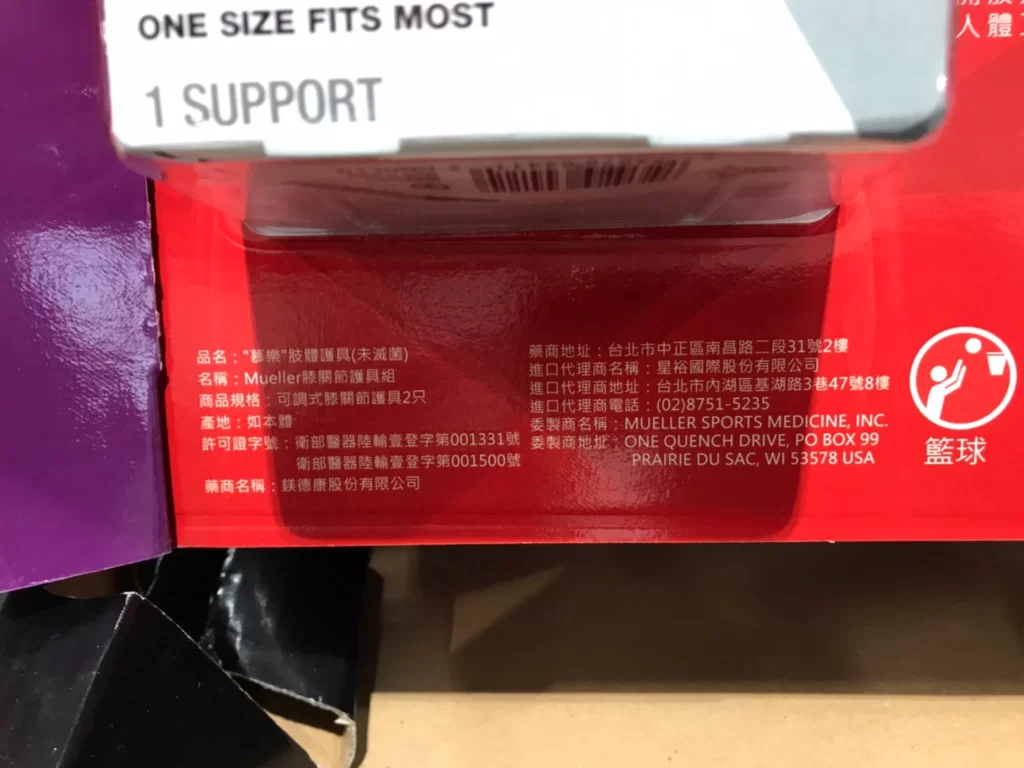 ONE SIZE FITS MOST
1 SUPPORT
人體
品名："慕樂"肢體護具(未滅菌)
名稱：Mueller膝關節護具組
商品規格：可調式膝關節護具2只
產地：如本體
許可證字號：衛部醫器陸輸壹登字第001331號
衛部醫器陸輸壹登字第001500號
藥商名稱：鎂德康股份有限公司
藥商地址：台北市中正區南昌路二段31號2樓
進口代理商名稱：星裕國際股份有限公司
進口代理商地址：台北市內湖區基湖路3巷47號8樓
進口代理商電話：(02)8751-5235
委製商名稱：MUELLER SPORTS MEDICINE, INC.
委製商地址：ONE QUENCH DRIVE, PO BOX 99
PRAIRIE DU SAC, WI 53578 USA
籃球